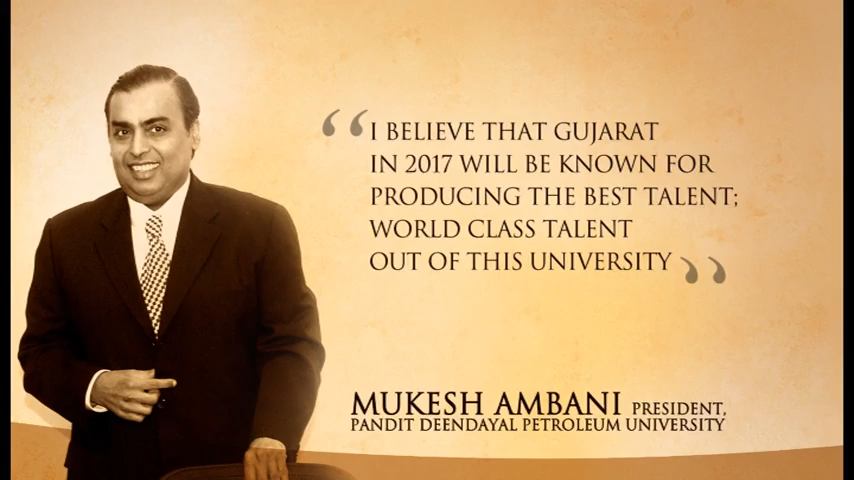 “I BELIEVE THAT GUJARAT
IN 2017 WILL BE KNOWN FOR
PRODUCING THE BEST TALENT;
WORLD CLASS TALENT
OUT OF THIS UNIVERSITY”
MUKESH AMBANI PRESIDENT,
PANDIT DEENDAYAL PETROLEUM UNIVERSITY